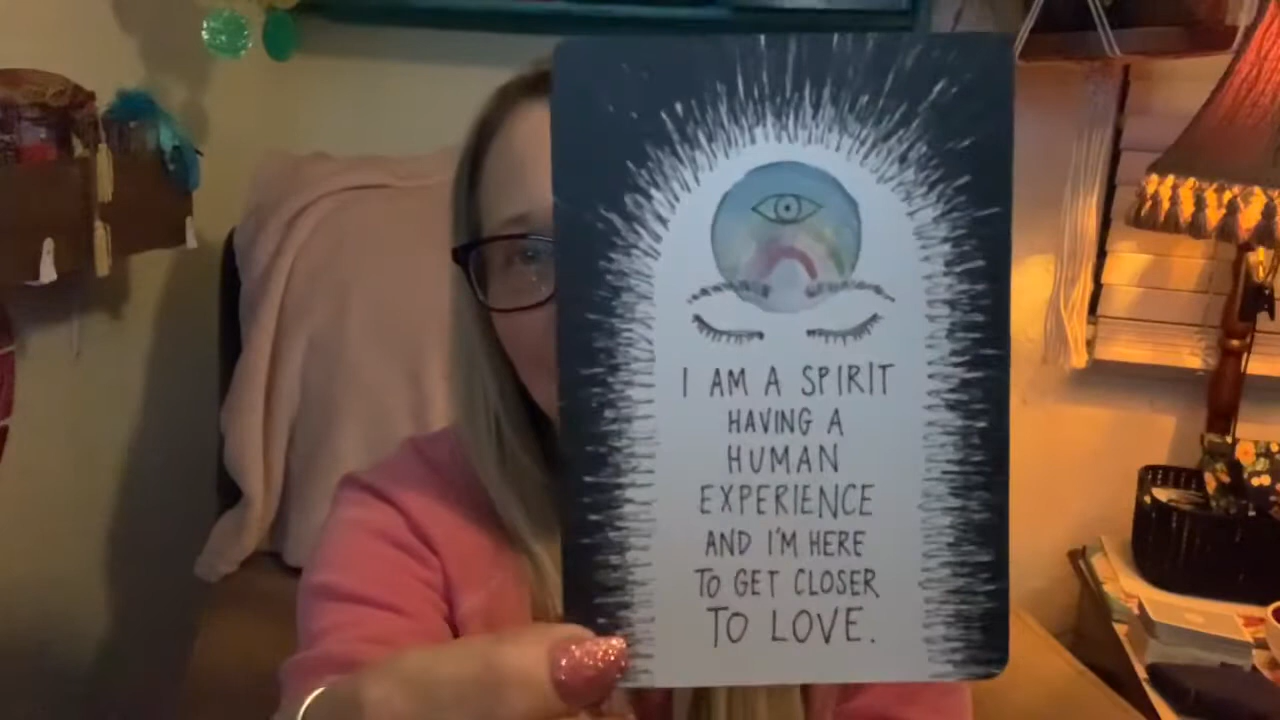 I AM A SPIRIT
HAVING A
HUMAN
EXPERIENCE
AND I'M HERE
TO GET CLOSER
TO LOVE.